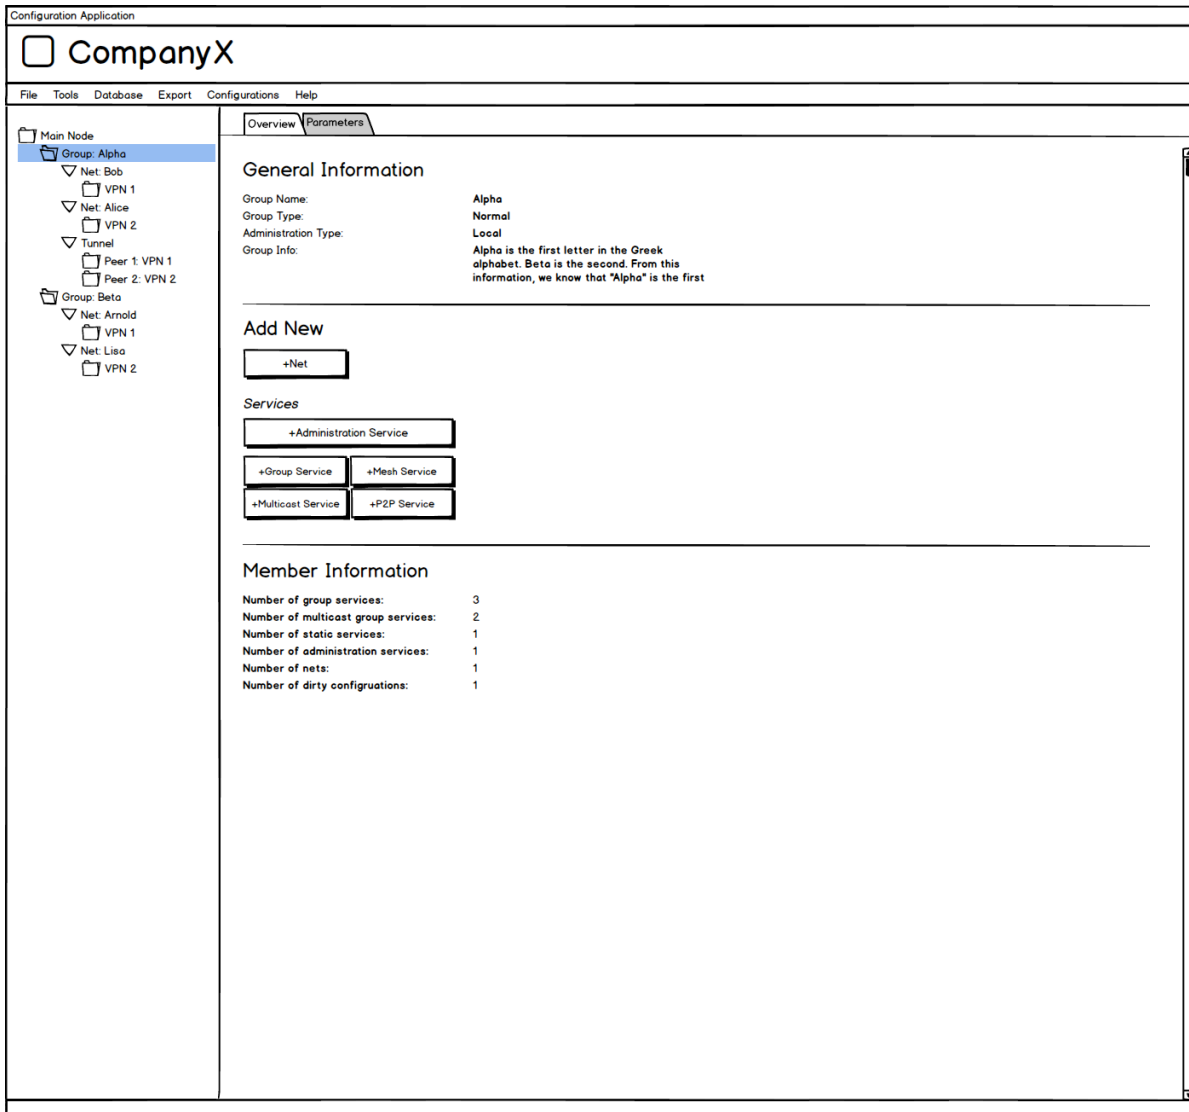 Configuration Application
CompanyX
File Tools Database Export Configurations Help
Main Node
Group: Alpha
Net: Bob
VPN 1
Net: Alice
VPN 2
Tunnel
Peer 1: VPN 1
Peer 2: VPN 2
Group: Beta
Net: Arnold
VPN 1
Net: Lisa
VPN 2
Overview Parameters
General Information
Group Name: Alpha
Group Type: Normal
Administration Type: Local
Group Info: Alpha is the first letter in the Greek
alphabet. Beta is the second. From this
information, we know that "Alpha" is the first
Add New
+Net
Services
+Administration Service
+Group Service +Mesh Service
+Multicast Service +P2P Service
Member Information
Number of group services: 3
Number of multicast group services: 2
Number of static services: 1
Number of administration services: 1
Number of nets: 1
Number of dirty configruations: 1